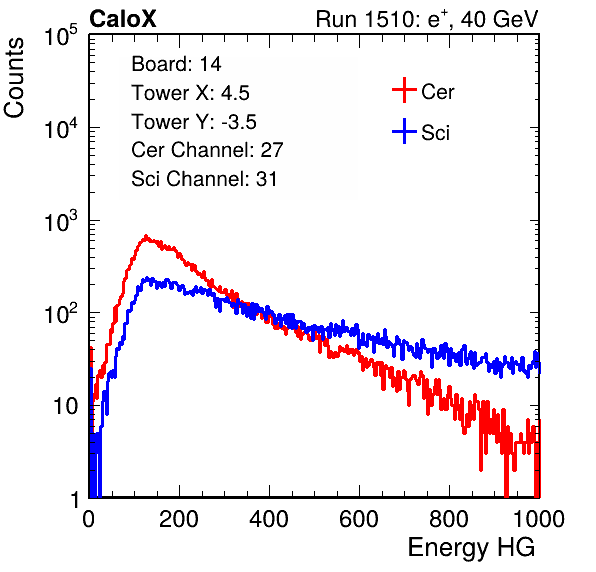 CaloX Run 1510: e⁺, 40 GeV
Board: 14
Tower X: 4.5
Tower Y: -3.5
Cer Channel: 27
Sci Channel: 31
Cer
Sci
Counts
10⁵
10⁴
10³
10²
10
1
0 200 400 600 800 1000
Energy HG